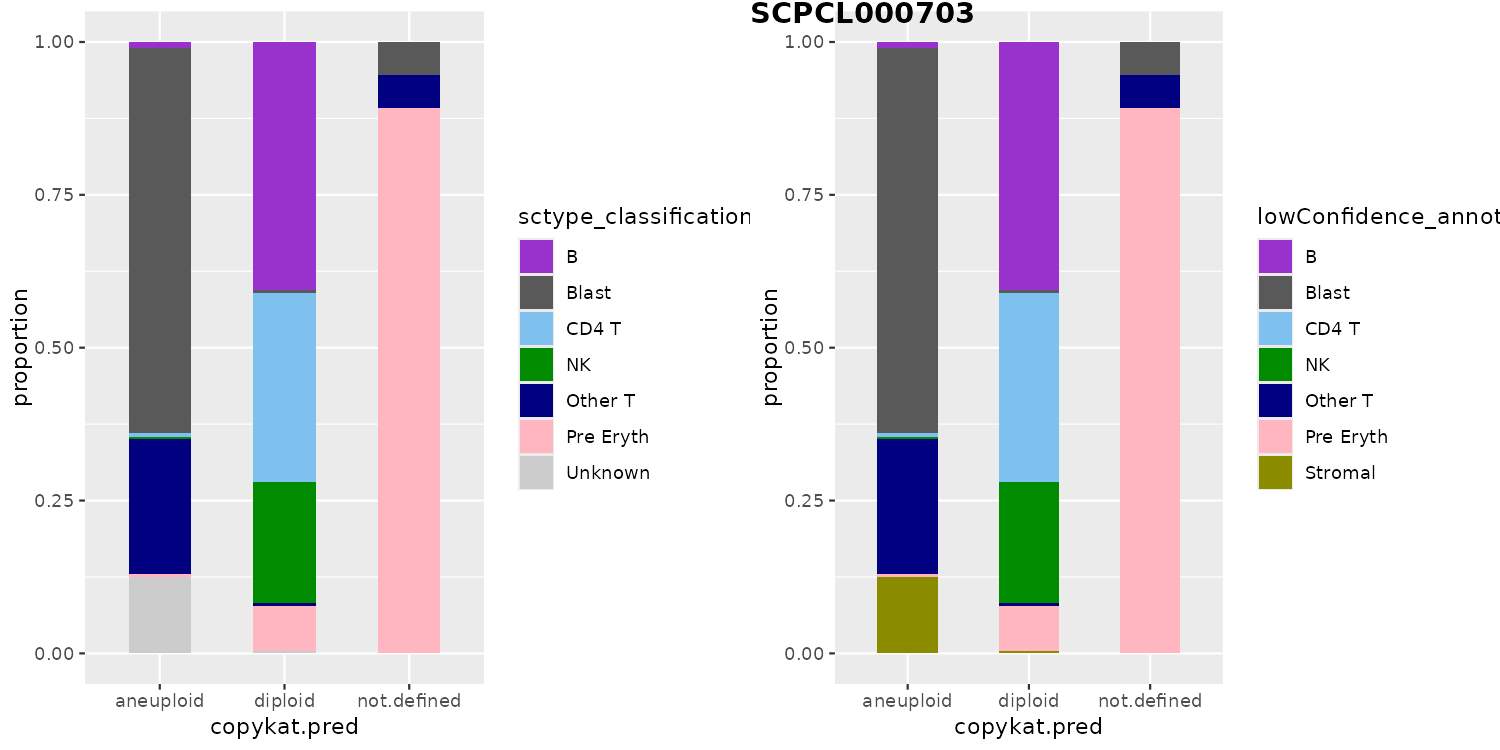 SCPCL000703
proportion
1.00
0.75
0.50
0.25
0.00
aneuploid diploid not.defined
copykat.pred
sctype_classification
B
Blast
CD4 T
NK
Other T
Pre Eryth
Unknown
proportion
1.00
0.75
0.50
0.25
0.00
aneuploid diploid not.defined
copykat.pred
lowConfidence_annot
B
Blast
CD4 T
NK
Other T
Pre Eryth
Stromal